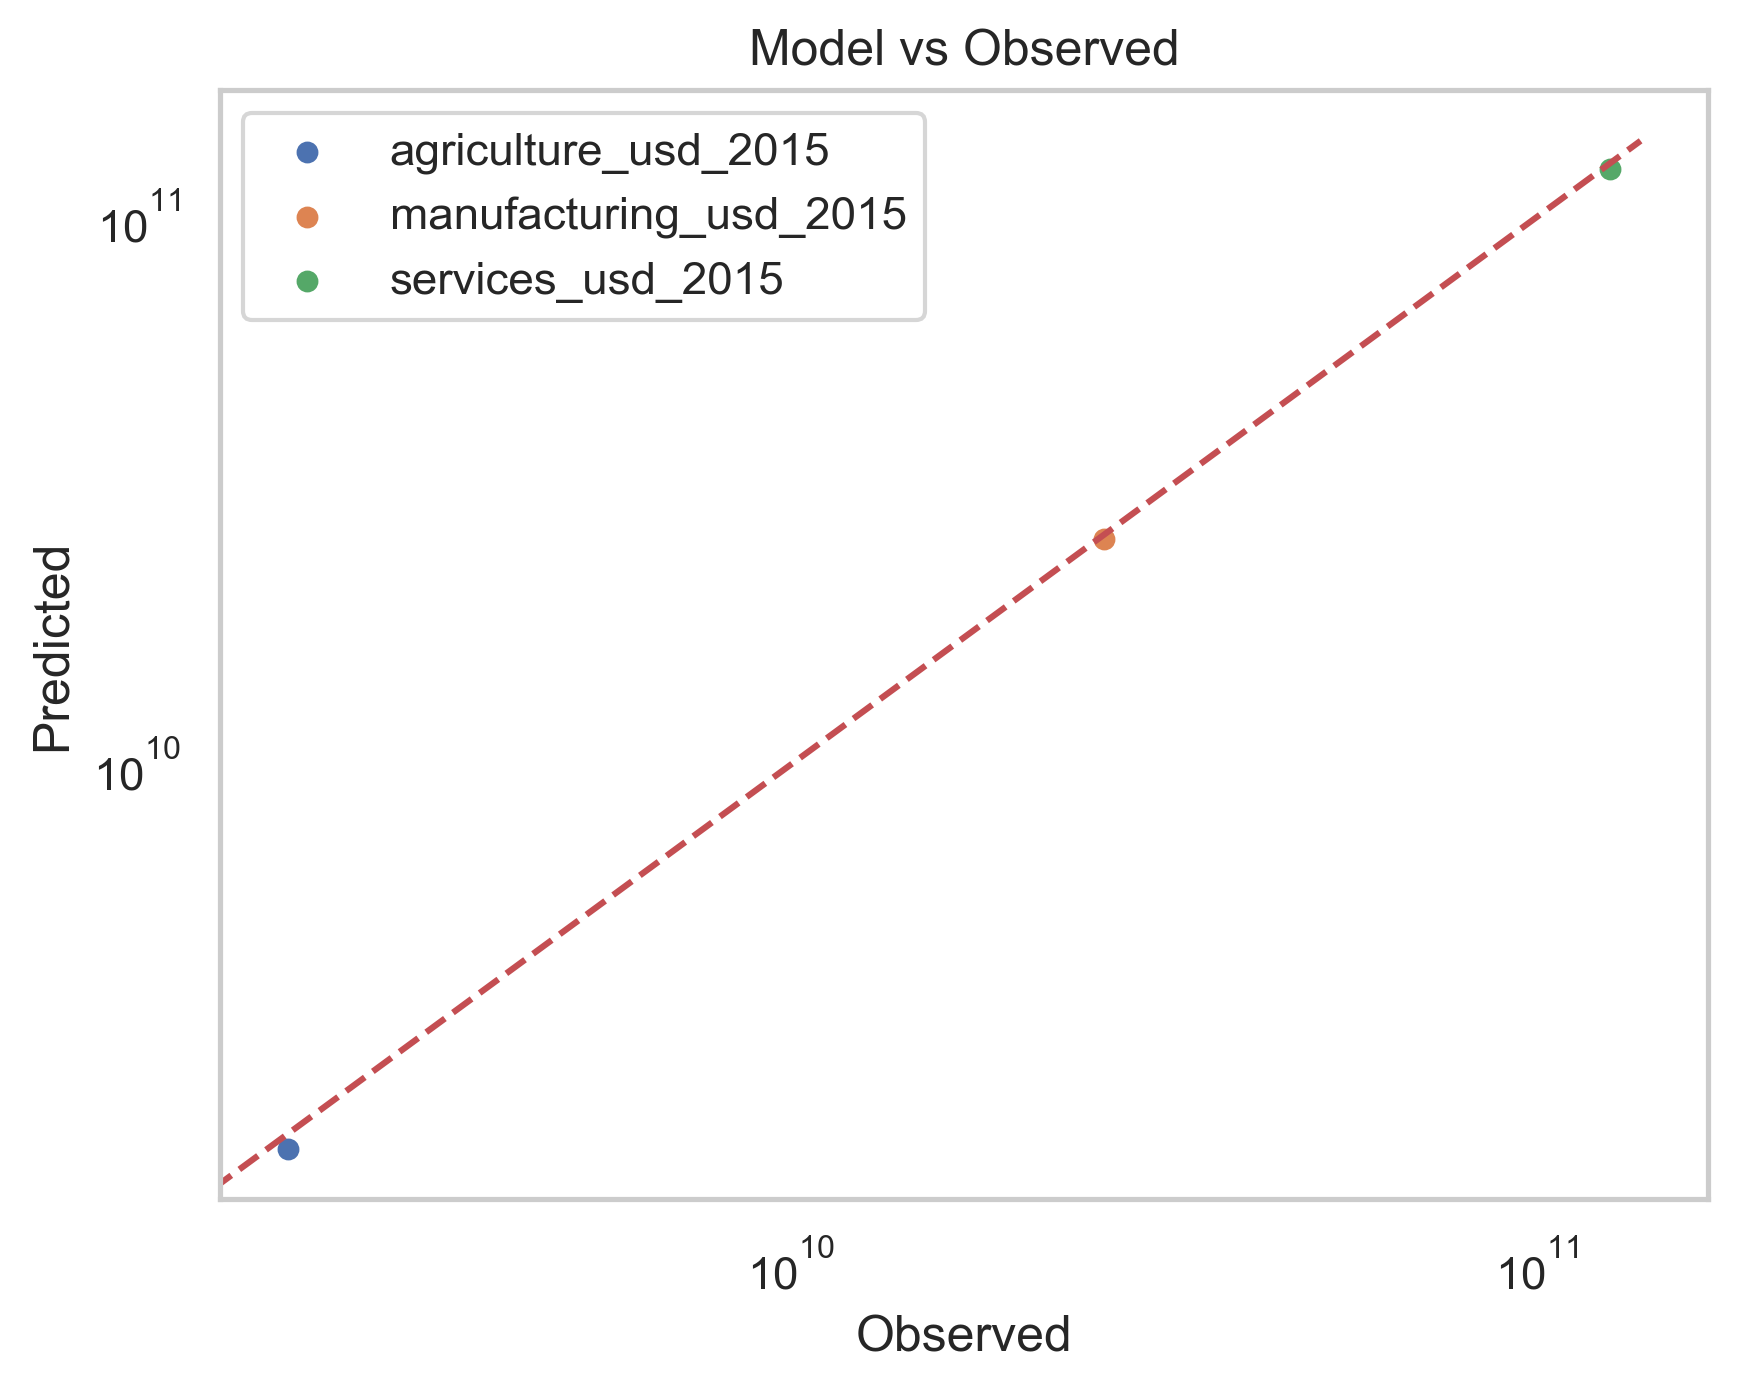 Model vs Observed
agriculture_usd_2015
manufacturing_usd_2015
services_usd_2015
10^11
10^10
Predicted
10^10
10^11
Observed